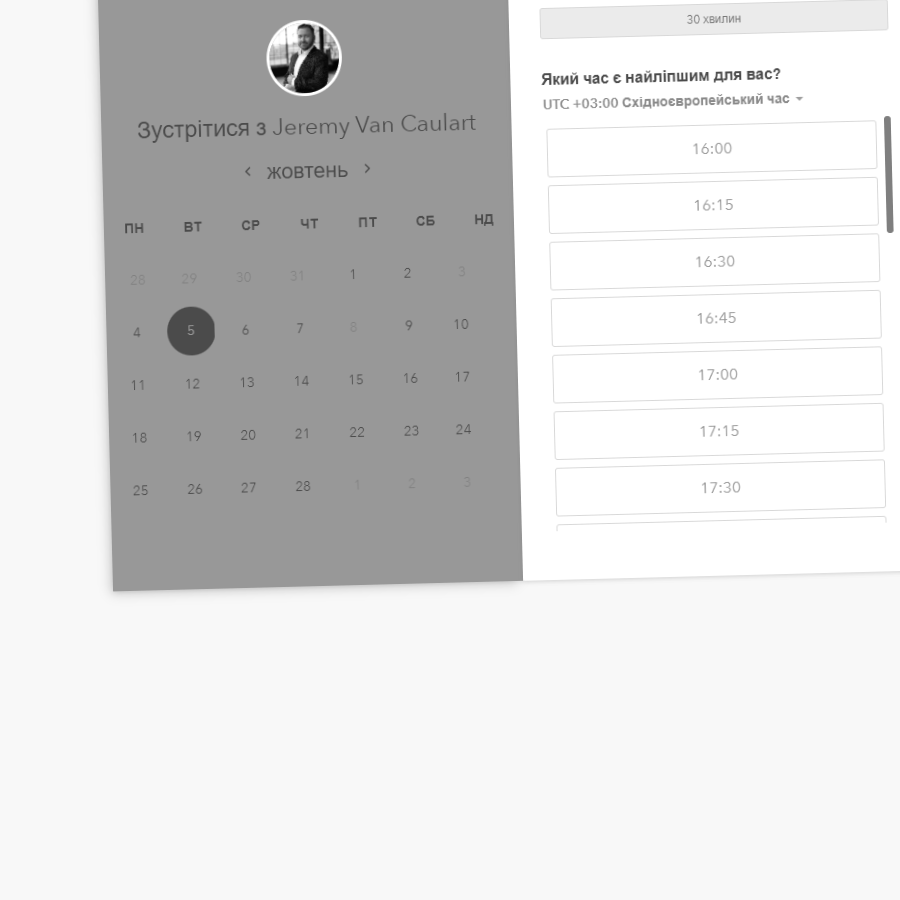 Зустрітися з Jeremy Van Caulart
‹ жовтень ›
ПН ВТ СР ЧТ ПТ СБ НД
28 29 30 31 1 2 3
4 5 6 7 8 9 10
11 12 13 14 15 16 17
18 19 20 21 22 23 24
25 26 27 28 1 2 3
30 хвилин
Який час є найліпшим для вас?
UTC +03:00 Східноєвропейський час
16:00
16:15
16:30
16:45
17:00
17:15
17:30